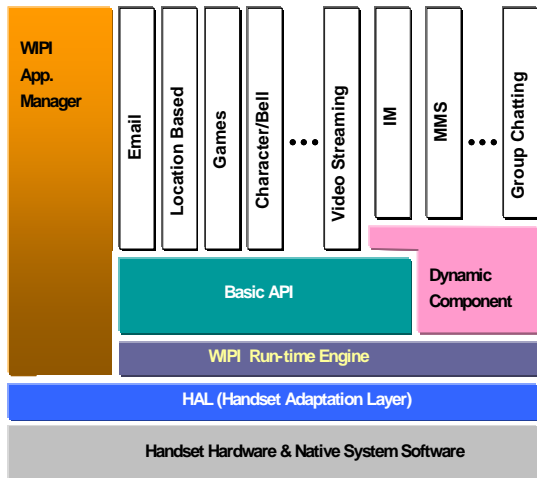 WIPI
App.
Manager
Email
Location Based
Games
Character/Bell
•••
Video Streaming
IM
MMS
•••
Group Chatting
Basic API
Dynamic
Component
WIPI Run-time Engine
HAL (Handset Adaptation Layer)
Handset Hardware & Native System Software